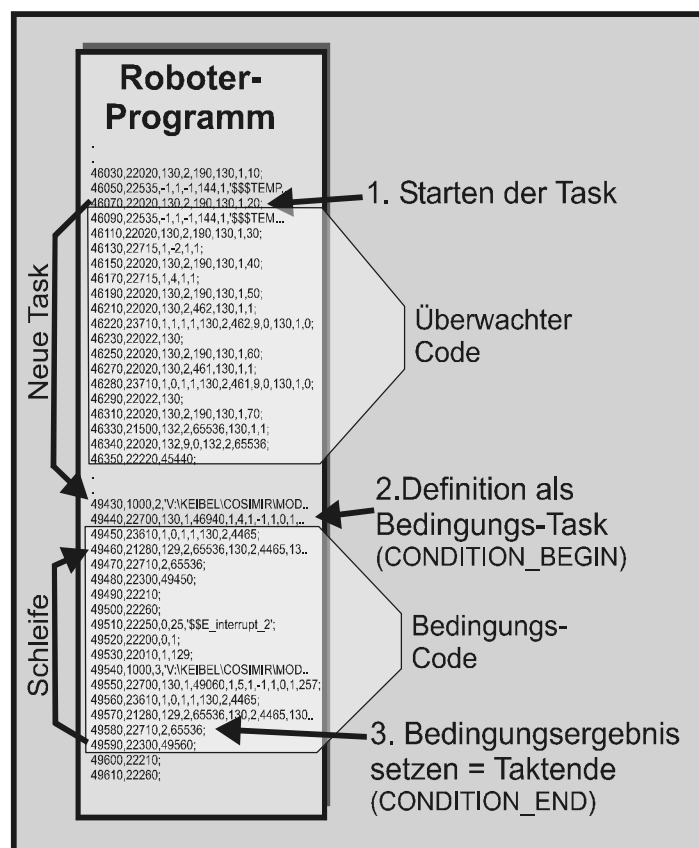 Roboter-
Programm
.
.
46030,22020,130,2,190,130,1,10;
46050,22535,-1,1,-1,144,1,'$$$TEMP..
46070,22020,130,2,190,130,1,20;
46090,22535,-1,1,-1,144,1,'$$$TEM...
46110,22020,130,2,190,130,1,30;
46130,22715,1,-2,1,1;
46150,22020,130,2,190,130,1,40;
46170,22715,1,4,1,1;
46190,22020,130,2,190,130,1,50;
46210,22020,130,2,462,130,1,1;
46220,23710,1,1,1,1,130,2,462,9,0,130,1,0;
46230,22022,130;
46250,22020,130,2,190,130,1,60;
46270,22020,130,2,461,130,1,1;
46280,23710,1,0,1,1,130,2,461,9,0,130,1,0;
46290,22022,130;
46310,22020,130,2,190,130,1,70;
46330,21500,132,2,65536,130,1,1;
46340,22020,132,9,0,132,2,65536;
46350,22220,45440;
.
.
49430,1000,2,'V:\KEIBEL\COSIMIR\MOD..
49440,22700,130,1,46940,1,4,1,-1,1,0,1,..
49450,23610,1,0,1,1,130,2,4465;
49460,21280,129,2,65536,130,2,4465,13..
49470,22710,2,65536;
49480,22300,49450;
49490,22210;
49500,22260;
49510,22250,0,25,'$$E_interrupt_2';
49520,22200,0,1;
49530,22010,1,129;
49540,1000,3,'V:\KEIBEL\COSIMIR\MOD..
49550,22700,130,1,49060,1,5,1,-1,1,0,1,257;
49560,23610,1,0,1,1,130,2,4465;
49570,21280,129,2,65536,130,2,4465,130..
49580,22710,2,65536;
49590,22300,49560;
49600,22210;
49610,22260;
Neue Task
Schleife
1. Starten der Task
Überwachter
Code
2.Definition als
Bedingungs-Task
(CONDITION_BEGIN)
Bedingungs-
Code
3. Bedingungsergebnis
setzen = Taktende
(CONDITION_END)